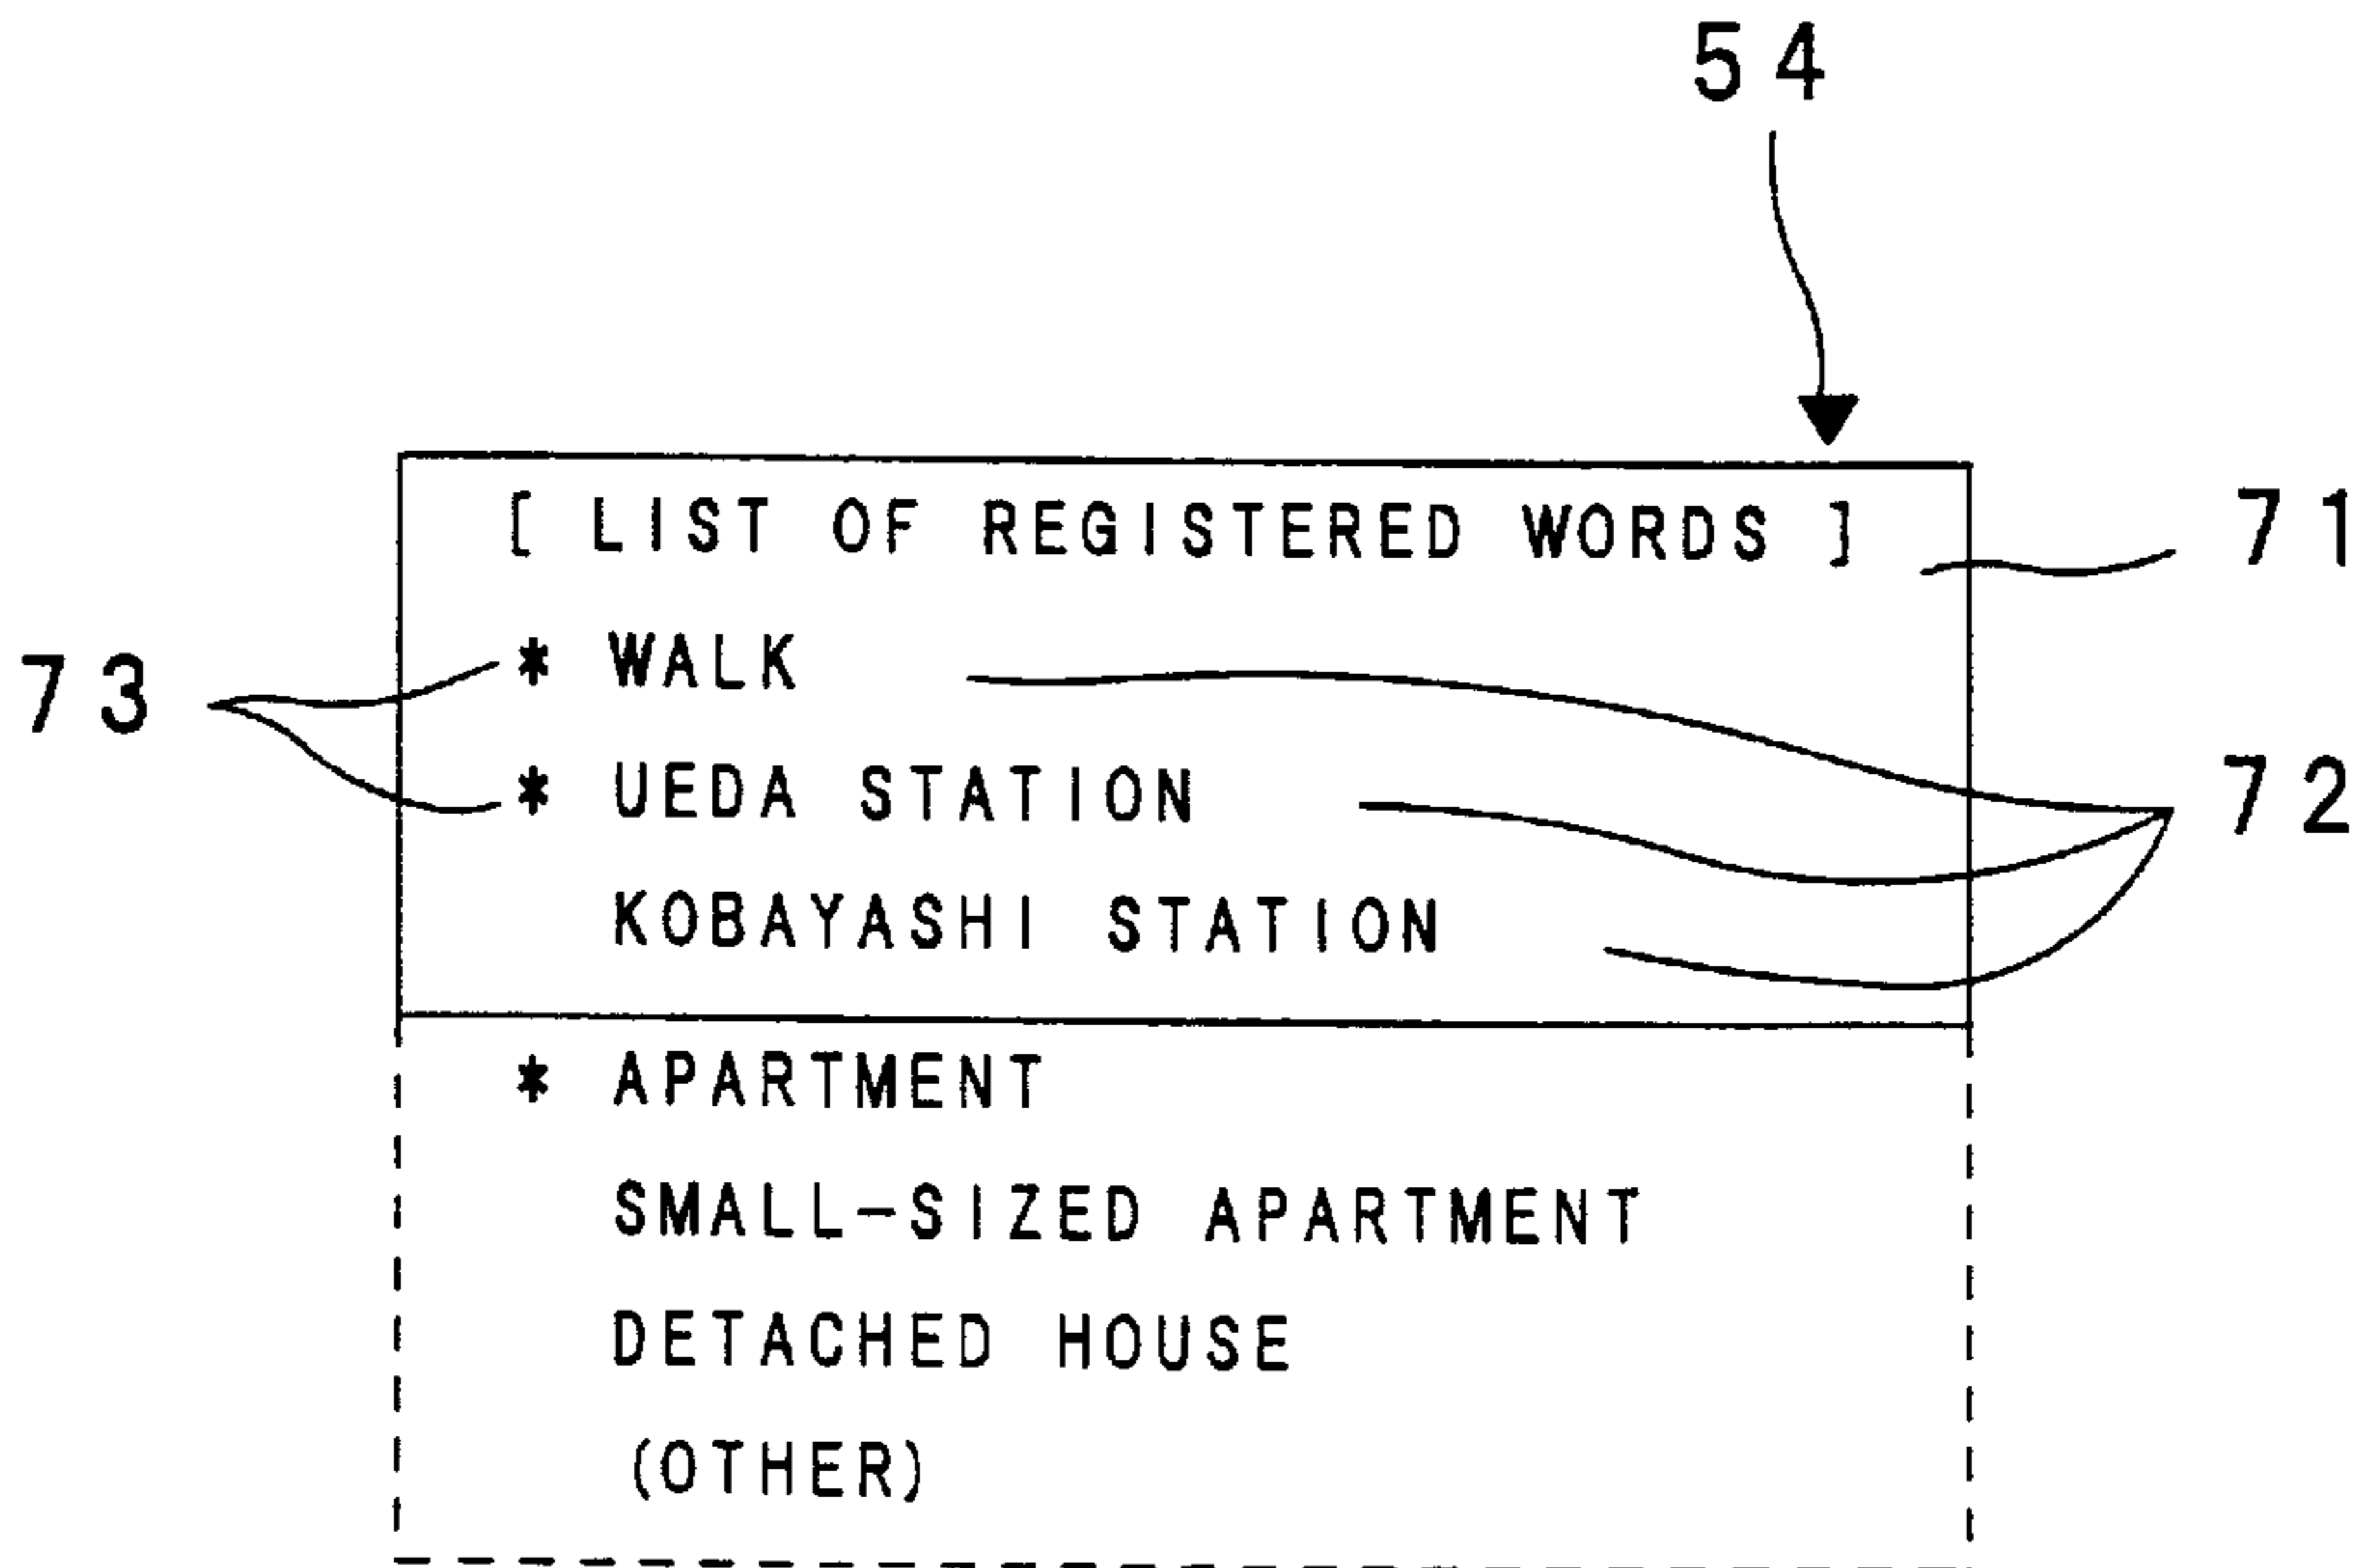 54
[ LIST OF REGISTERED WORDS ]
71
* WALK
73
* UEDA STATION
72
KOBAYASHI STATION
* APARTMENT
SMALL-SIZED APARTMENT
DETACHED HOUSE
(OTHER)